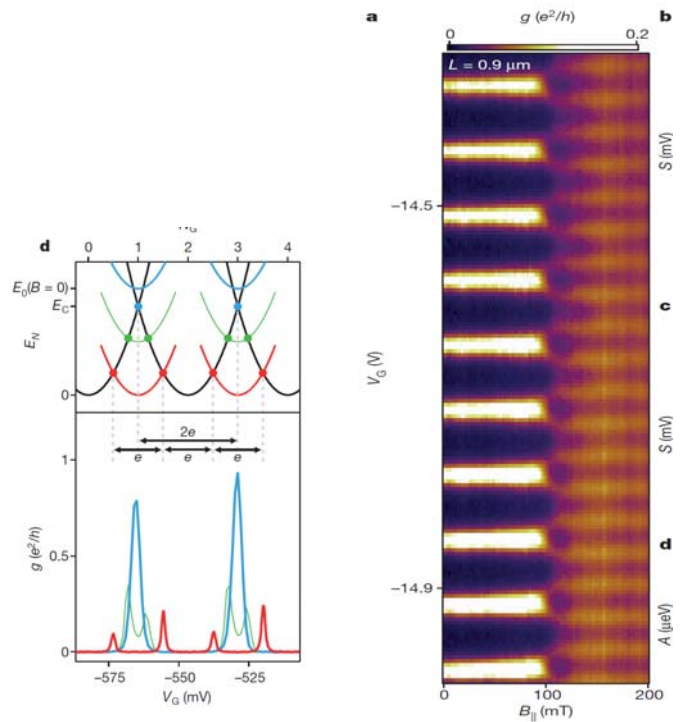 a
g (e²/h)
b
0
0.2
L = 0.9 μm
S (mV)
−14.5
c
V_G (V)
S (mV)
d
−14.9
A (μeV)
0
100
200
B_|| (mT)
d
0
1
2
3
4
E₀(B = 0)
E_C
E_N
0
2e
e
e
e
1
g (e²/h)
0.5
0
−575
−550
−525
V_G (mV)